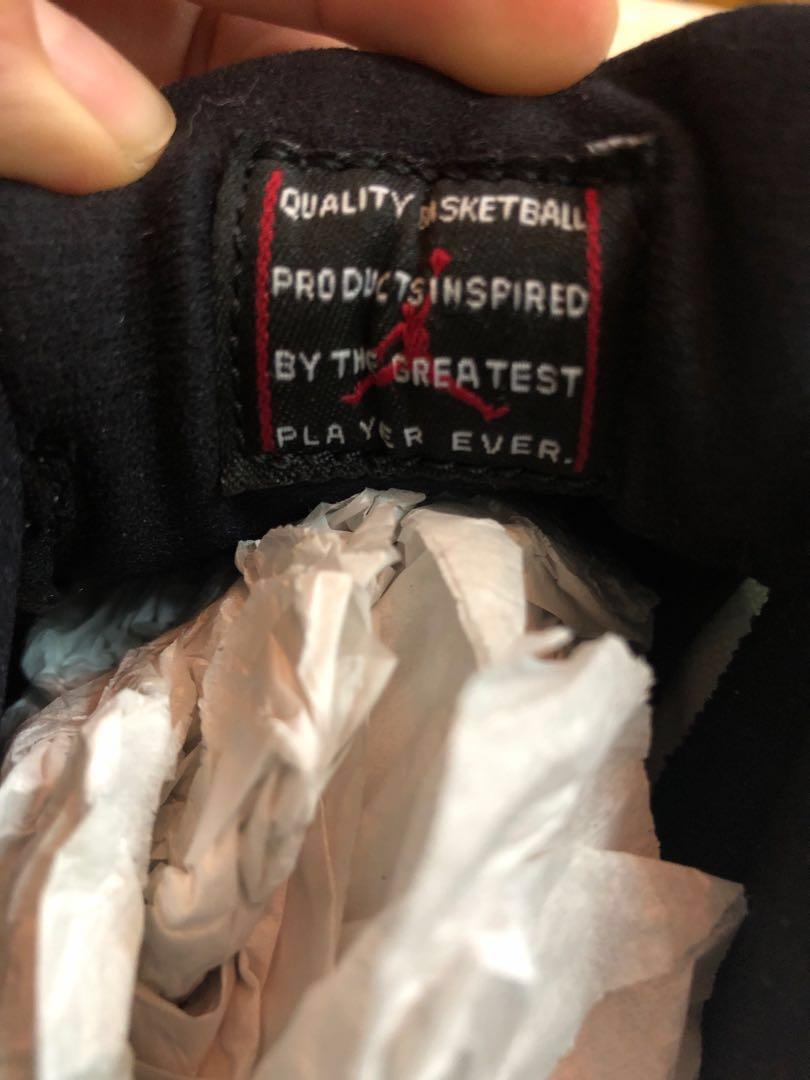 QUALITY BASKETBALL
PRODUCTS INSPIRED
BY THE GREATEST
PLAYER EVER.